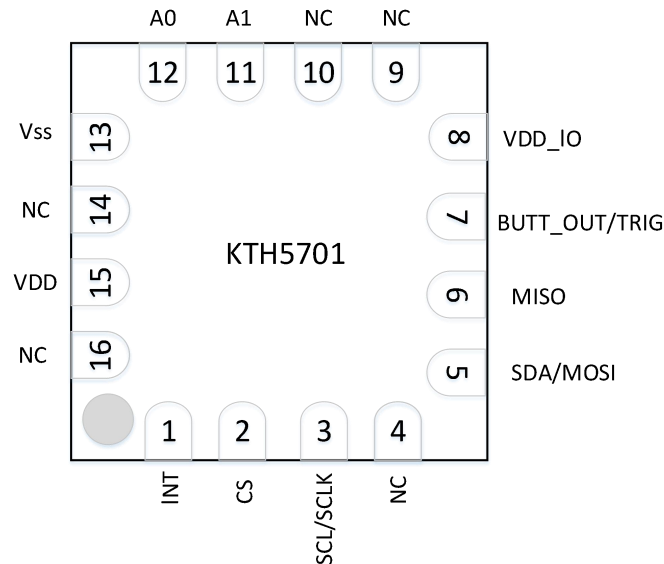 A0 A1 NC NC
12 11 10 9
Vss 13
8 VDD_IO
NC 14
7 BUTT_OUT/TRIG
KTH5701
VDD 15
6 MISO
NC 16
5 SDA/MOSI
1 2 3 4
INT CS SCL/SCLK NC